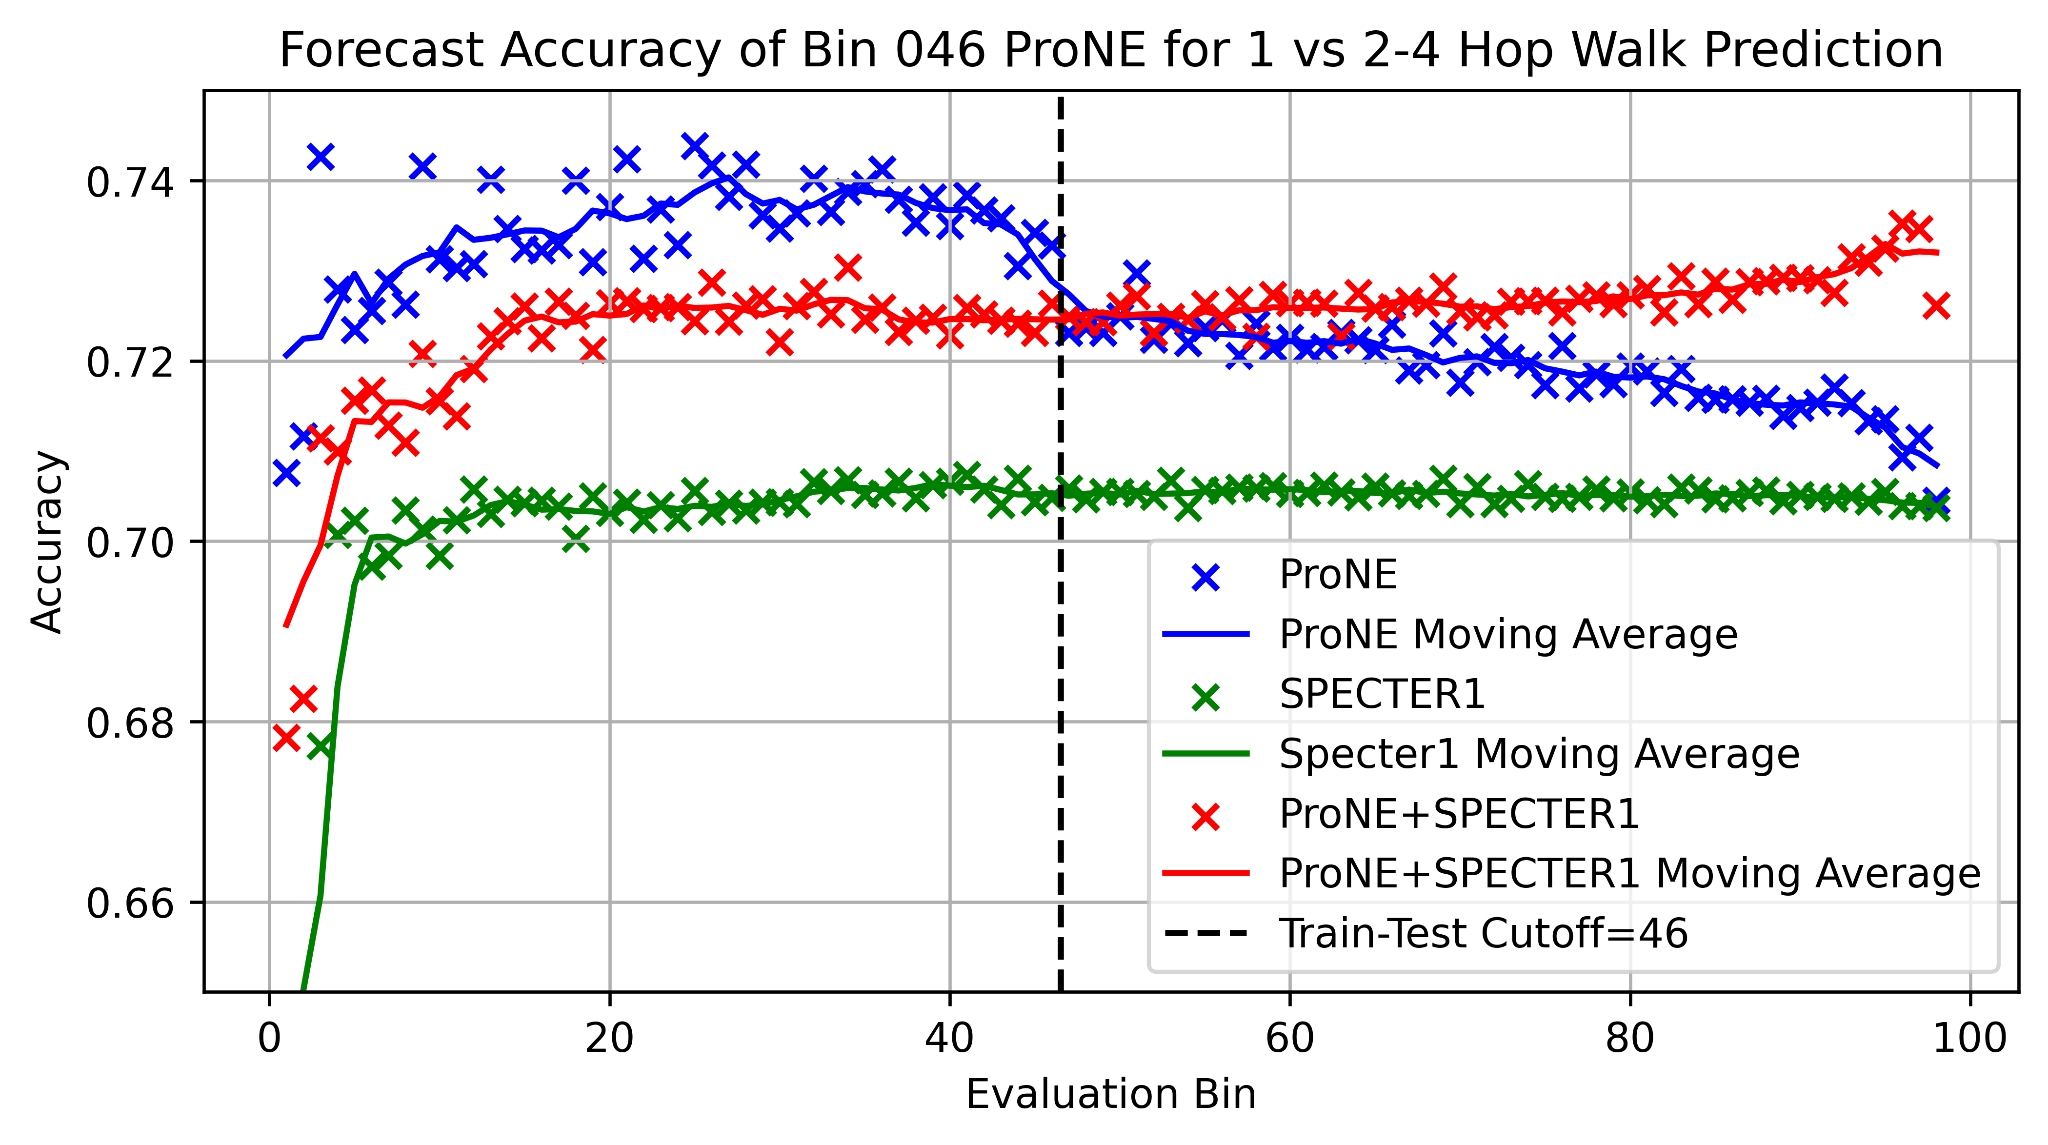 Forecast Accuracy of Bin 046 ProNE for 1 vs 2-4 Hop Walk Prediction
Accuracy
0.74
0.72
0.70
0.68
0.66
ProNE
ProNE Moving Average
SPECTER1
Specter1 Moving Average
ProNE+SPECTER1
ProNE+SPECTER1 Moving Average
Train-Test Cutoff=46
0 20 40 60 80 100
Evaluation Bin